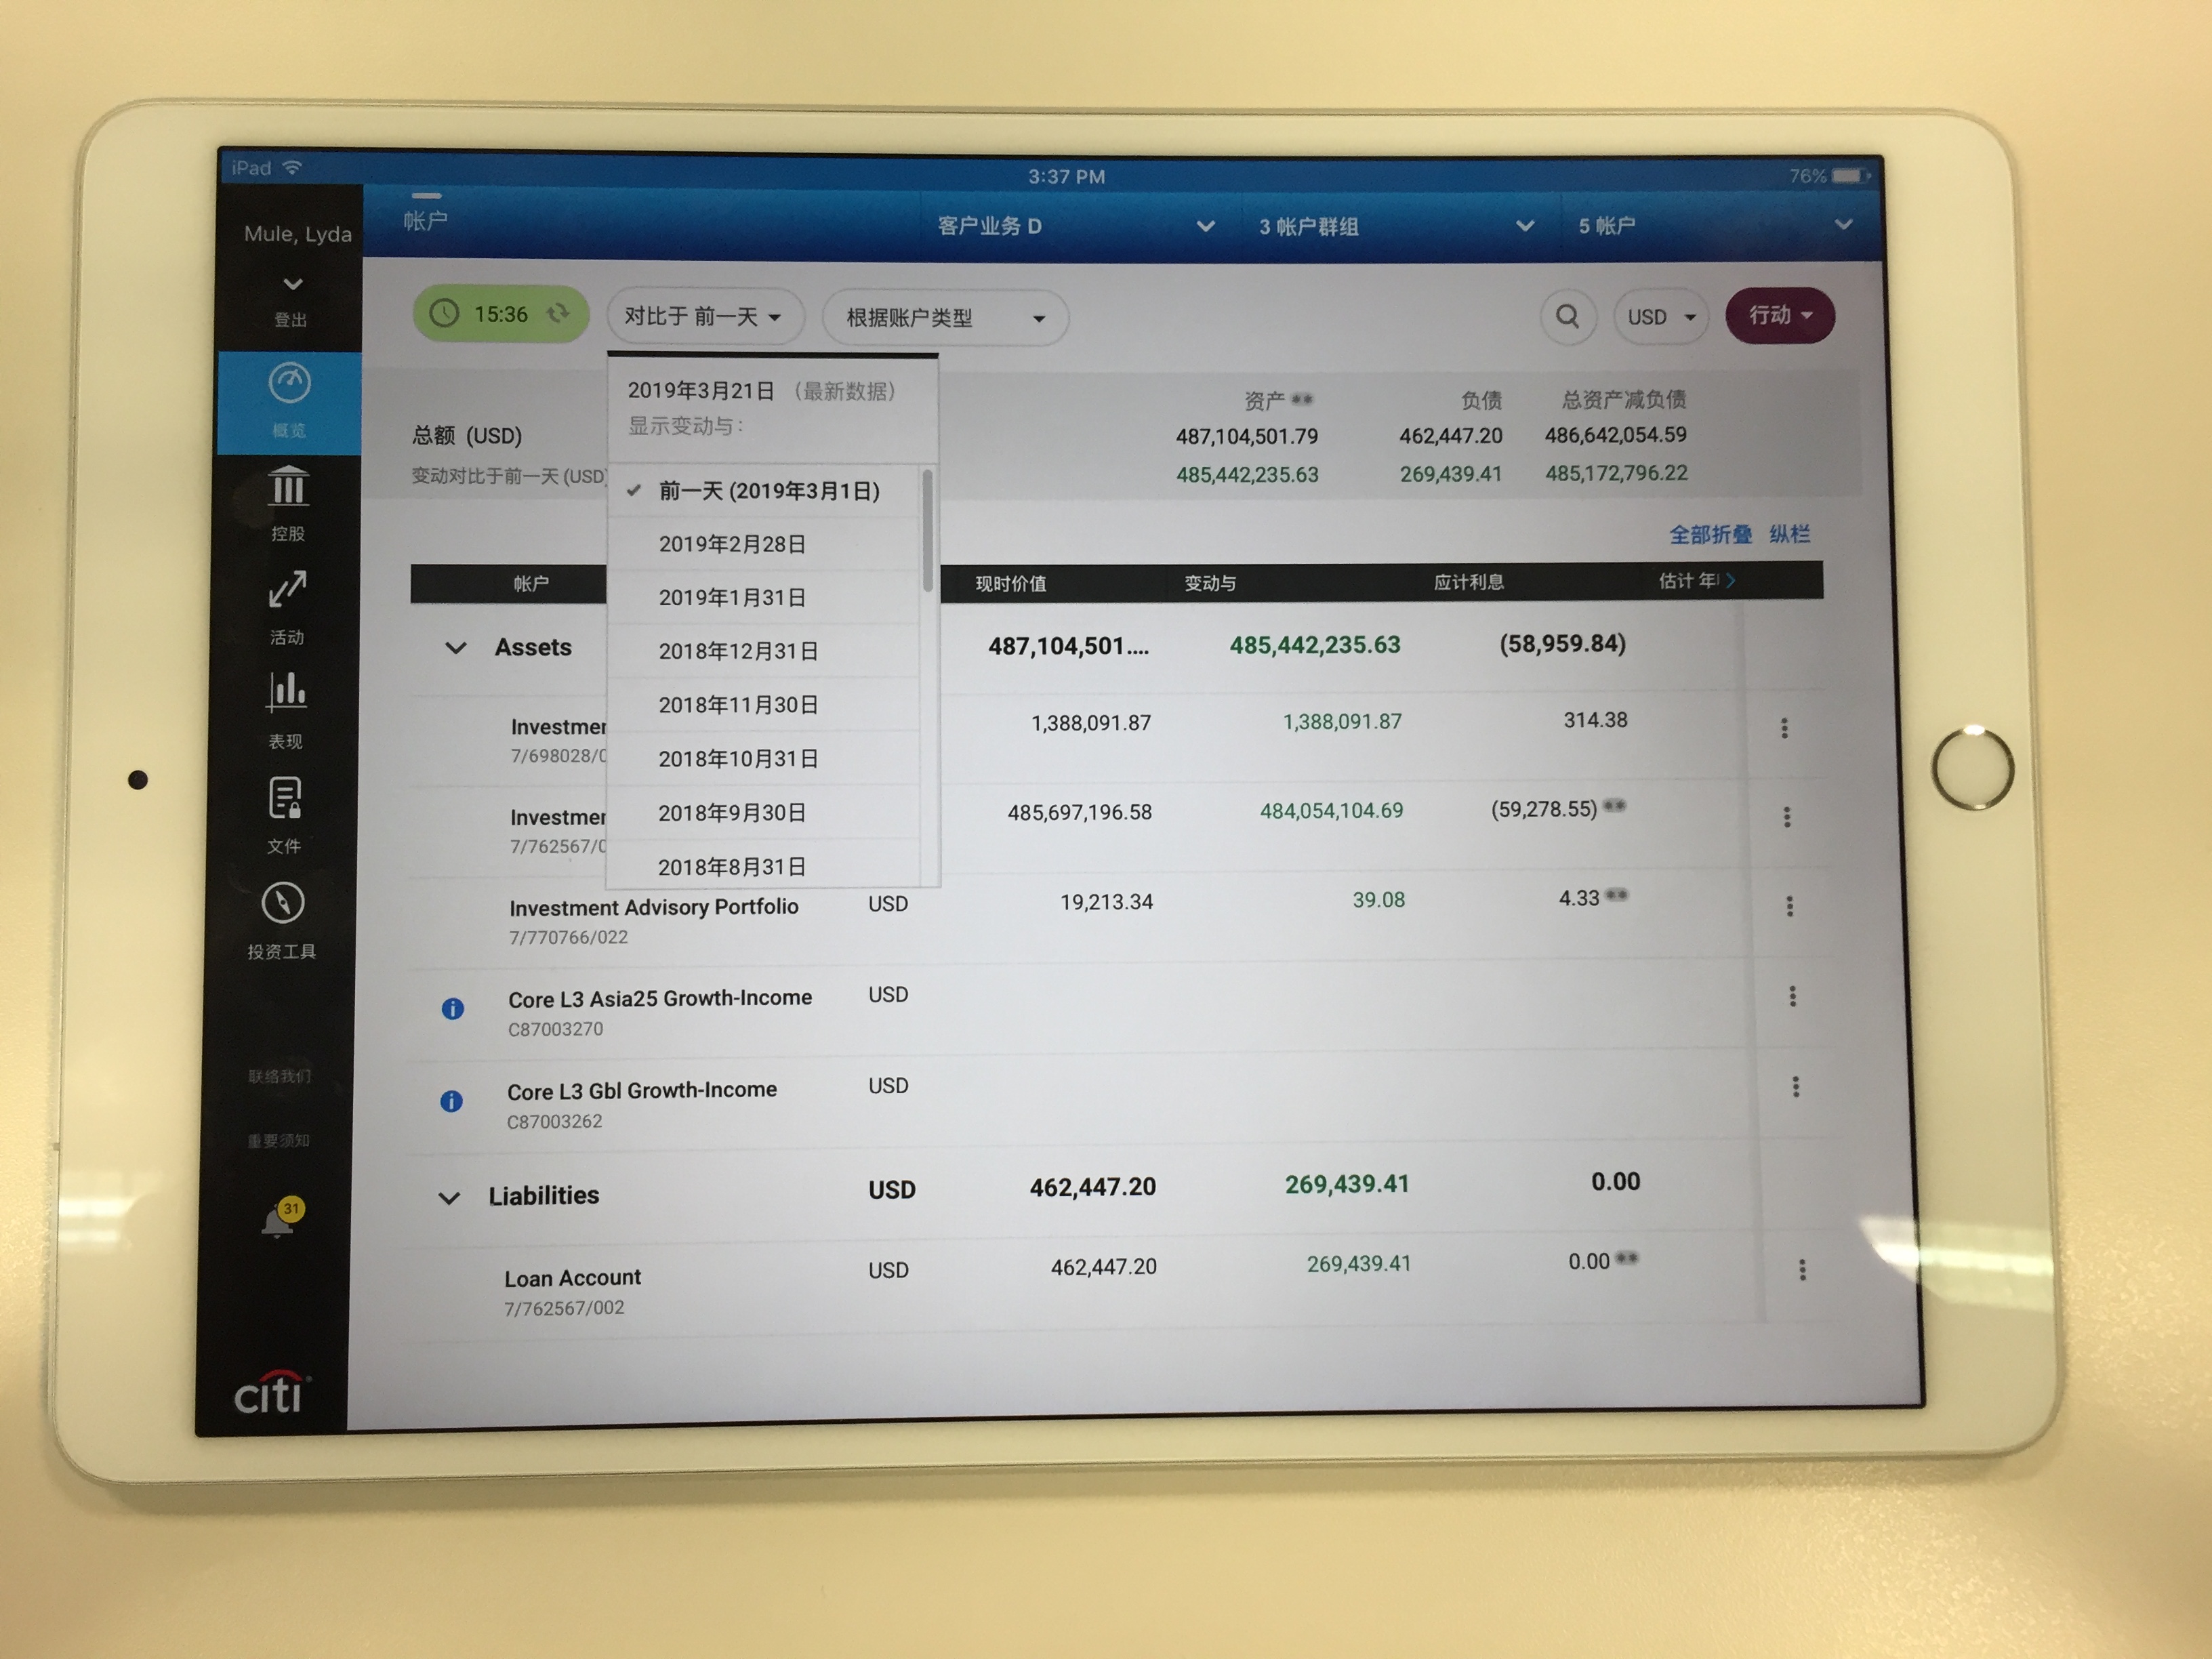 iPad
3:37 PM
76%
Mule, Lyda
帐户
客户业务 D
3 帐户群组
5 帐户
登出
15:36
对比于 前一天
根据账户类型
USD
行动
概览
控股
活动
表现
文件
投资工具
联络我们
重要须知
31
citi
2019年3月21日 (最新数据)
显示变动与：
前一天 (2019年3月1日)
2019年2月28日
2019年1月31日
2018年12月31日
2018年11月30日
2018年10月31日
2018年9月30日
2018年8月31日
资产 ** 负债 总资产减负债
总额 (USD) 487,104,501.79 462,447.20 486,642,054.59
变动对比于前一天 (USD) 485,442,235.63 269,439.41 485,172,796.22
全部折叠 纵栏
帐户 现时价值 变动与 应计利息 估计 年
Assets 487,104,501.... 485,442,235.63 (58,959.84)
Investmer 1,388,091.87 1,388,091.87 314.38
7/698028/0
Investmer 485,697,196.58 484,054,104.69 (59,278.55) **
7/762567/0
Investment Advisory Portfolio USD 19,213.34 39.08 4.33 **
7/770766/022
Core L3 Asia25 Growth-Income USD
C87003270
Core L3 Gbl Growth-Income USD
C87003262
Liabilities USD 462,447.20 269,439.41 0.00
Loan Account USD 462,447.20 269,439.41 0.00 **
7/762567/002